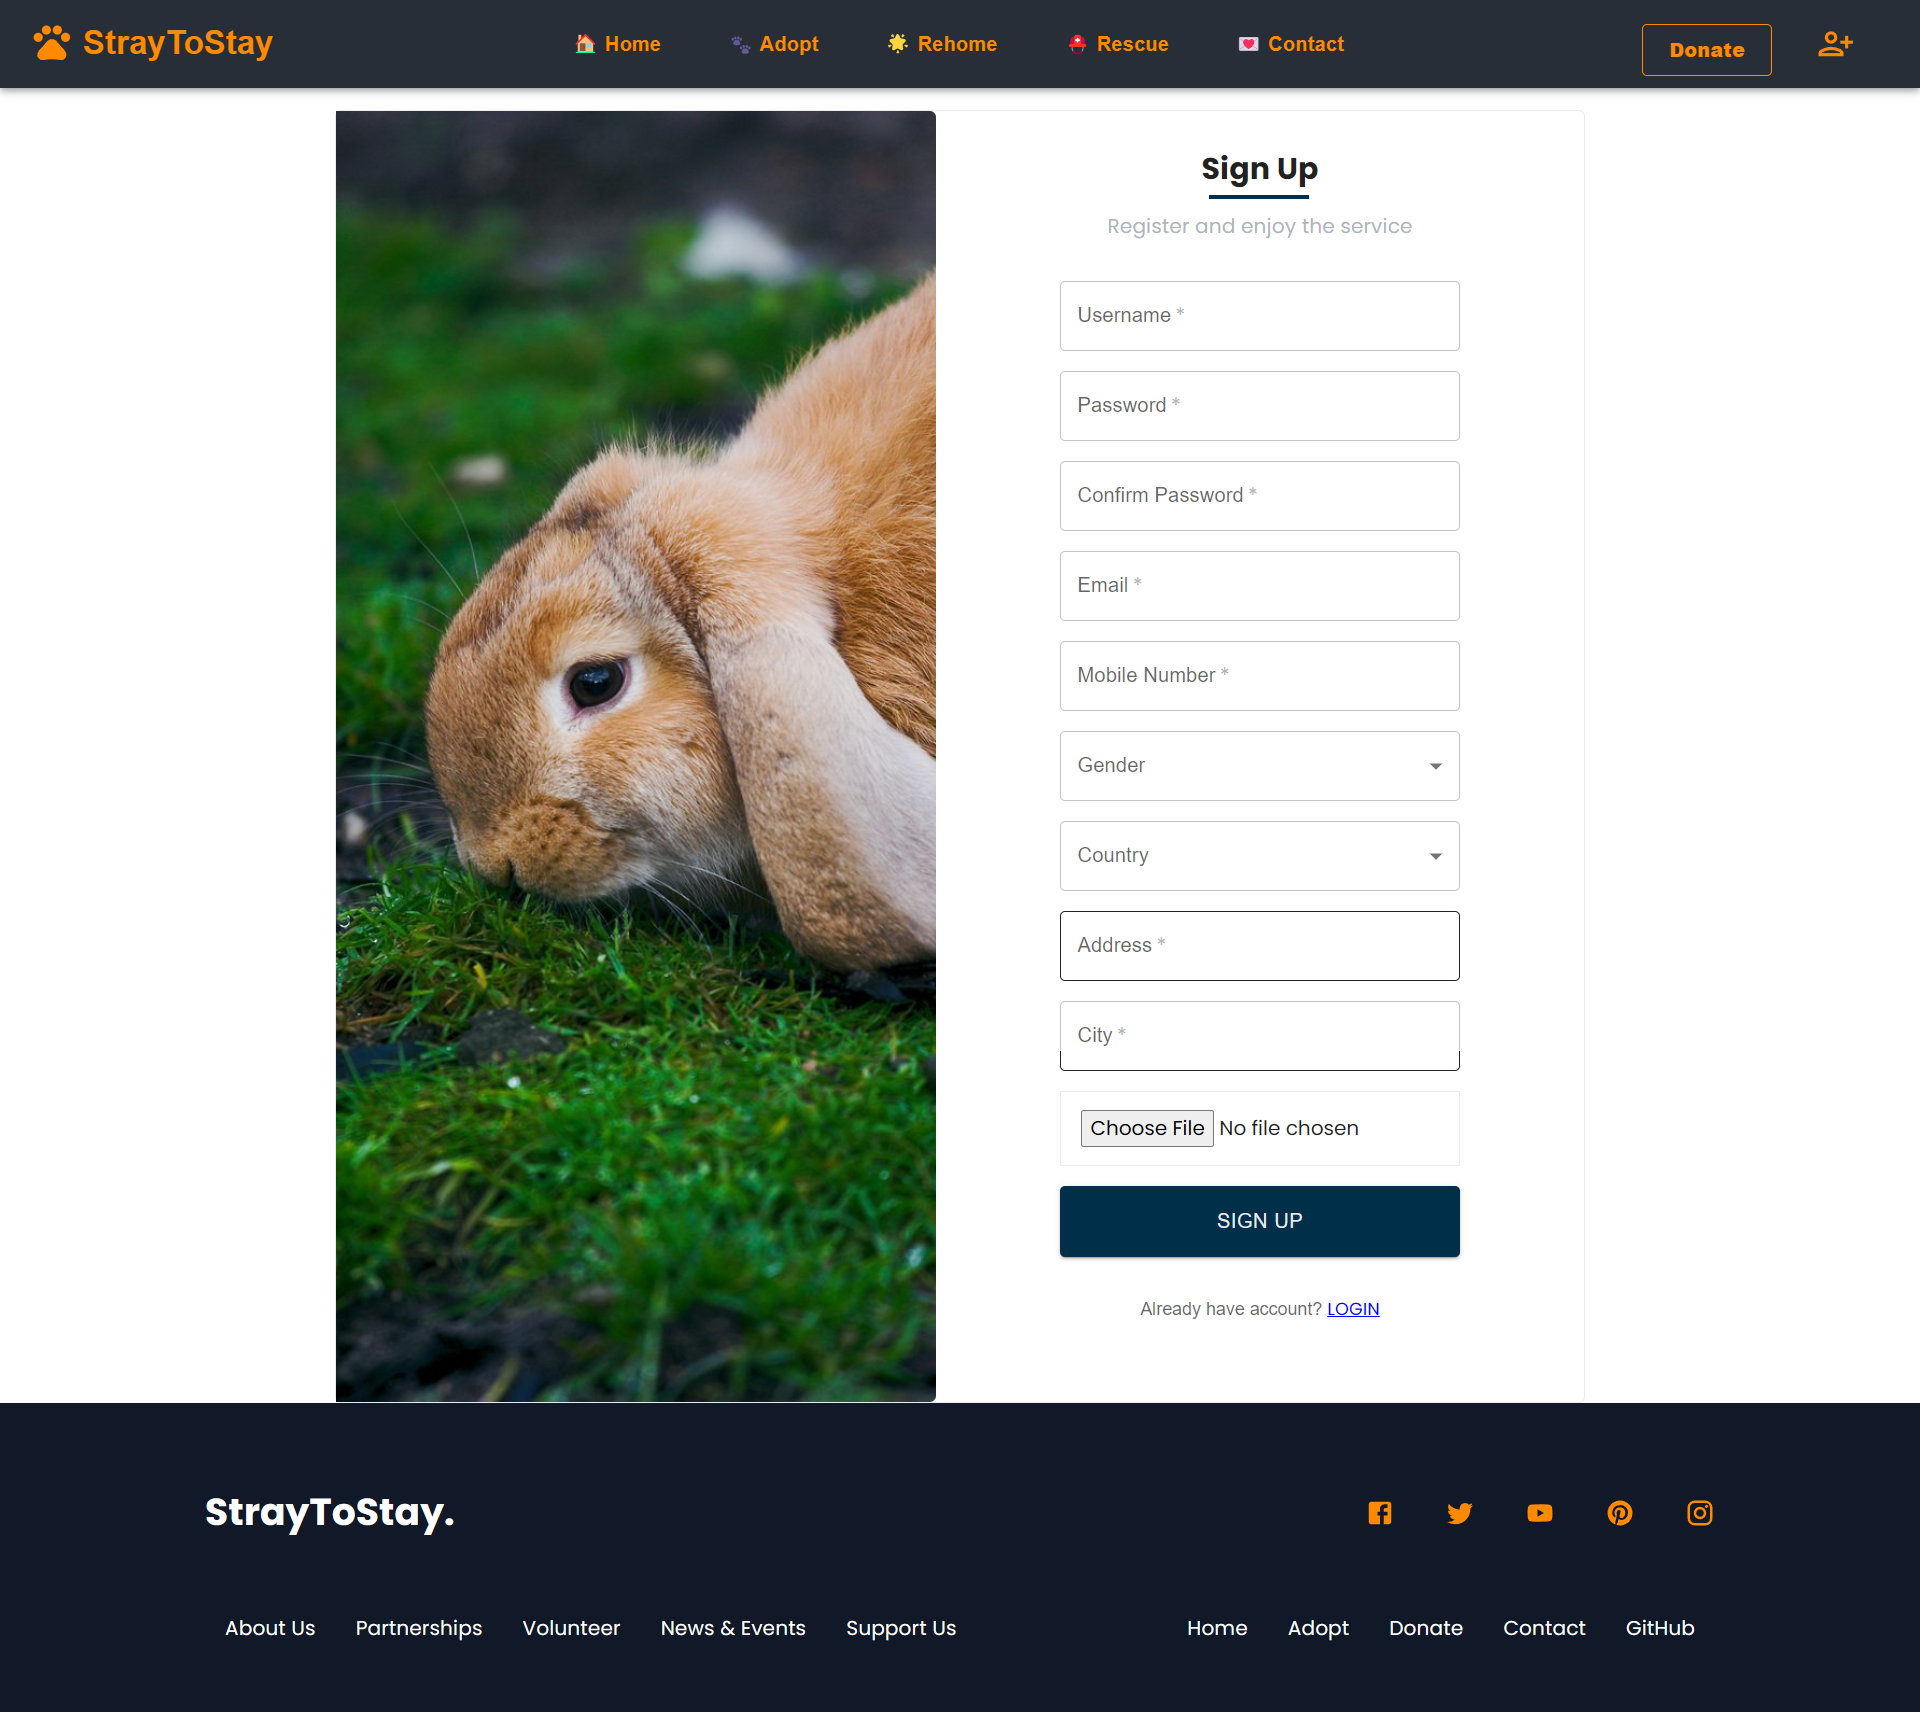 StrayToStay
Home
Adopt
Rehome
Rescue
Contact
Donate
Sign Up
Register and enjoy the service
Username *
Password *
Confirm Password *
Email *
Mobile Number *
Gender
Country
Address *
City *
Choose File No file chosen
SIGN UP
Already have account? LOGIN
StrayToStay.
About Us
Partnerships
Volunteer
News & Events
Support Us
Home
Adopt
Donate
Contact
GitHub